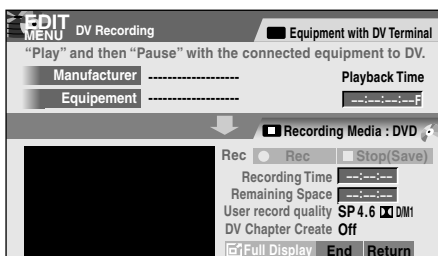 EDIT
MENU DV Recording Equipment with DV Terminal
“Play” and then “Pause” with the connected equipment to DV.
Manufacturer ------------------- Playback Time
Equipement ------------------- --:--:--:--F
Recording Media : DVD
Rec Rec Stop(Save)
Recording Time --:--:--
Remaining Space --:--:--
User record quality SP 4.6 D/M1
DV Chapter Create Off
Full Display End Return